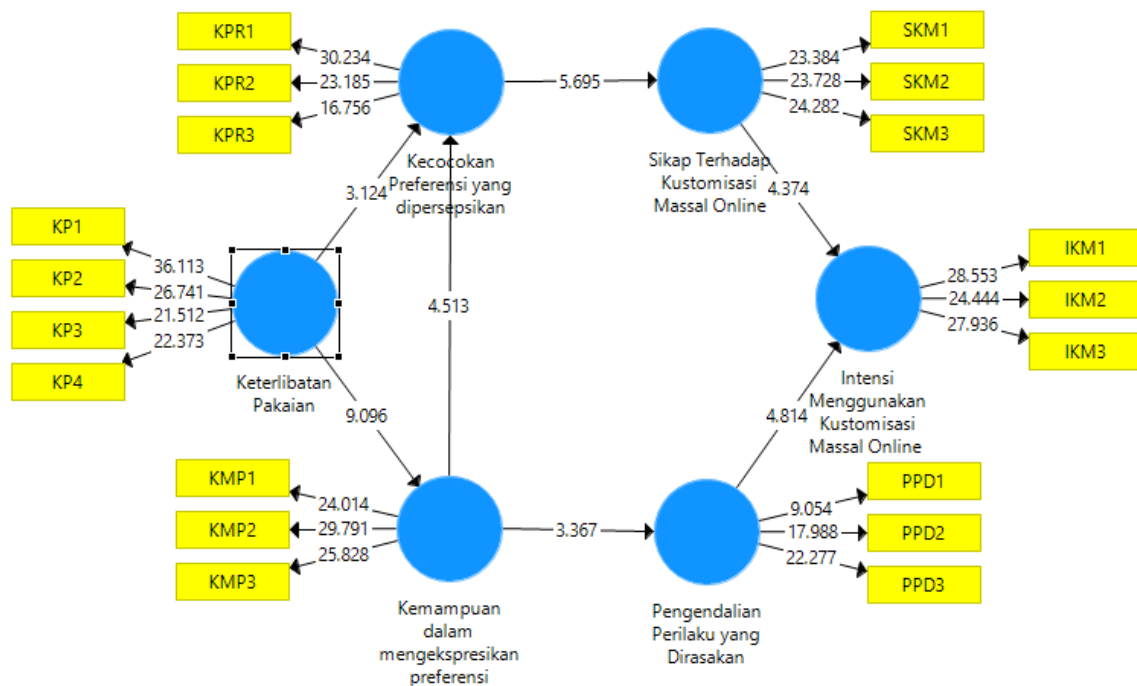 KPR1
KPR2
KPR3
30.234
23.185
16.756
Kecocokan
Preferensi yang
dipersepsikan
5.695
SKM1
SKM2
SKM3
23.384
23.728
24.282
Sikap Terhadap
Kustomisasi
Massal Online
3.124
4.374
KP1
KP2
KP3
KP4
36.113
26.741
21.512
22.373
Keterlibatan
Pakaian
4.513
9.096
IKM1
IKM2
IKM3
28.553
24.444
27.936
Intensi
Menggunakan
Kustomisasi
Massal Online
4.814
KMP1
KMP2
KMP3
24.014
29.791
25.828
Kemampuan
dalam
mengekspresikan
preferensi
3.367
PPD1
PPD2
PPD3
9.054
17.988
22.277
Pengendalian
Perilaku yang
Dirasakan